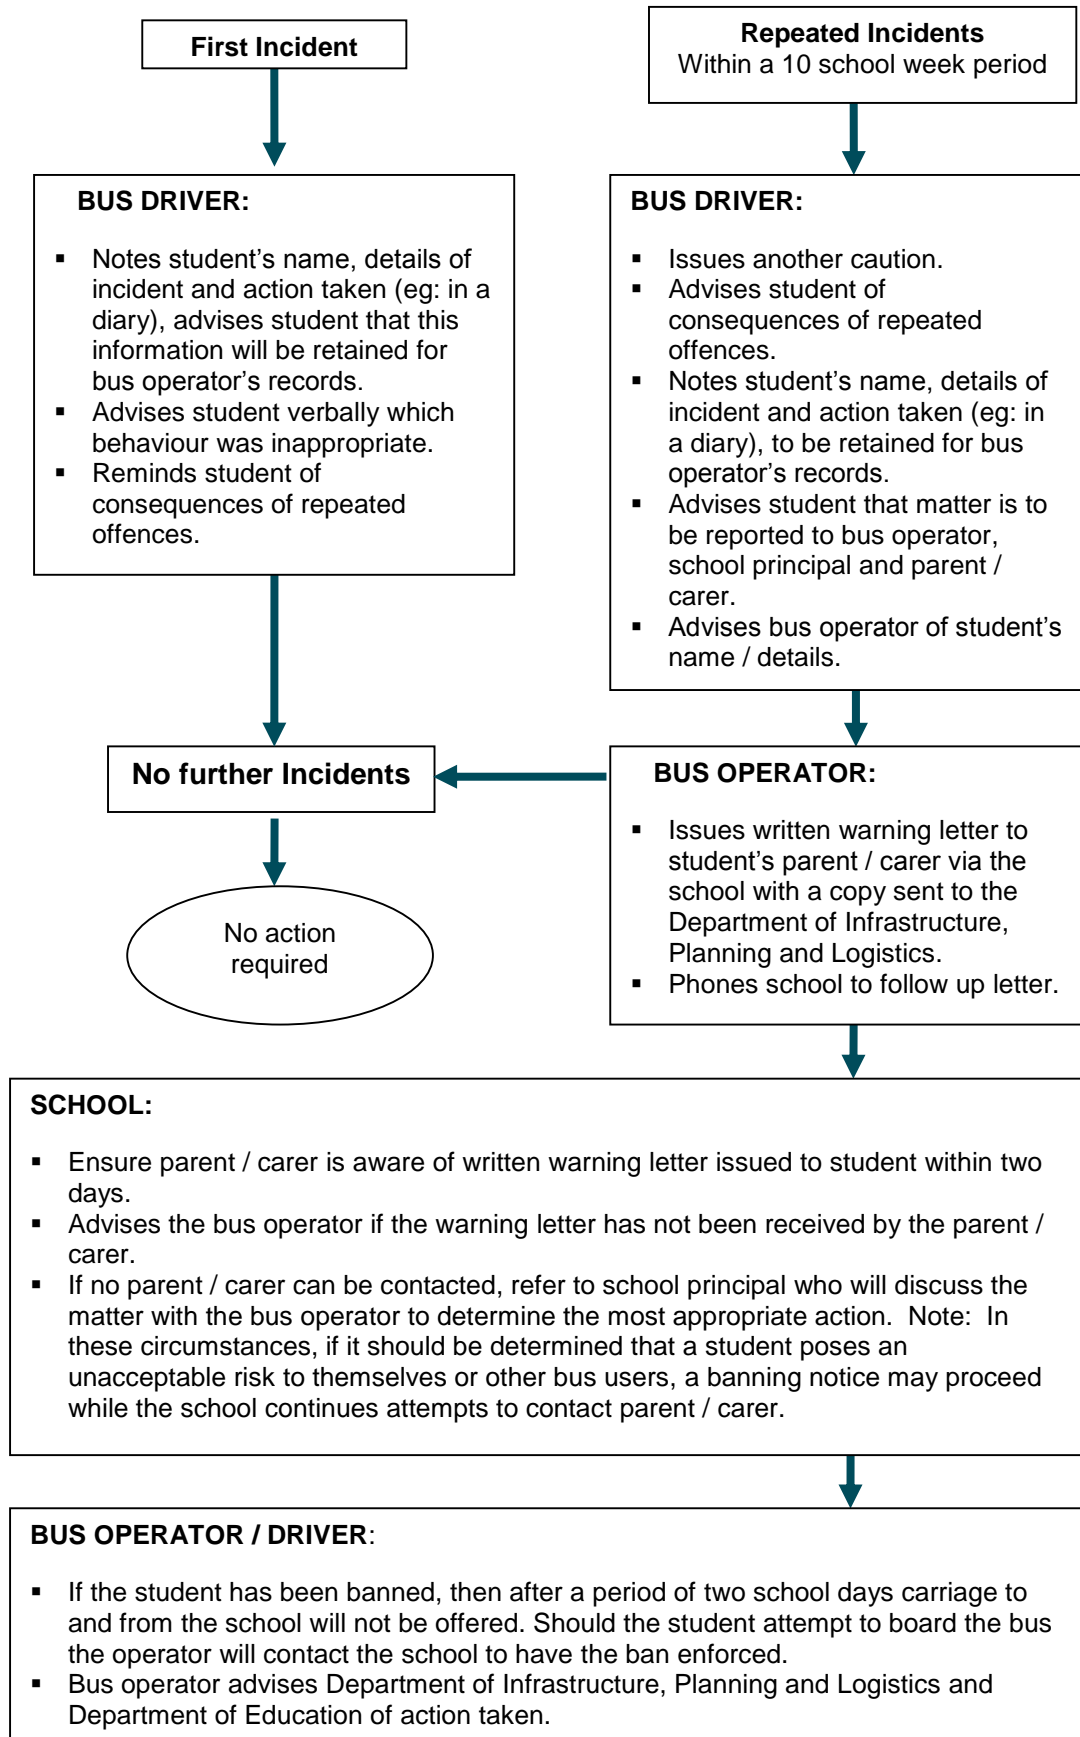 First Incident
Repeated Incidents
Within a 10 school week period
BUS DRIVER:
▪ Notes student’s name, details of
incident and action taken (eg: in a
diary), advises student that this
information will be retained for
bus operator’s records.
▪ Advises student verbally which
behaviour was inappropriate.
▪ Reminds student of
consequences of repeated
offences.
BUS DRIVER:
▪ Issues another caution.
▪ Advises student of
consequences of repeated
offences.
▪ Notes student’s name, details of
incident and action taken (eg: in
a diary), to be retained for bus
operator’s records.
▪ Advises student that matter is to
be reported to bus operator,
school principal and parent /
carer.
▪ Advises bus operator of student’s
name / details.
No further Incidents
No action
required
BUS OPERATOR:
▪ Issues written warning letter to
student’s parent / carer via the
school with a copy sent to the
Department of Infrastructure,
Planning and Logistics.
▪ Phones school to follow up letter.
SCHOOL:
▪ Ensure parent / carer is aware of written warning letter issued to student within two
days.
▪ Advises the bus operator if the warning letter has not been received by the parent /
carer.
▪ If no parent / carer can be contacted, refer to school principal who will discuss the
matter with the bus operator to determine the most appropriate action.  Note:  In
these circumstances, if it should be determined that a student poses an
unacceptable risk to themselves or other bus users, a banning notice may proceed
while the school continues attempts to contact parent / carer.
BUS OPERATOR / DRIVER:
▪ If the student has been banned, then after a period of two school days carriage to
and from the school will not be offered. Should the student attempt to board the bus
the operator will contact the school to have the ban enforced.
▪ Bus operator advises Department of Infrastructure, Planning and Logistics and
Department of Education of action taken.